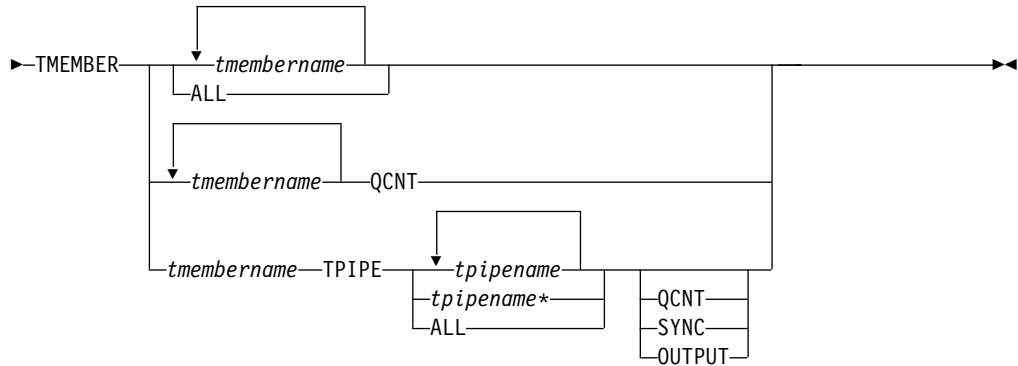 TMEMBER tmembername
ALL
tmembername QCNT
tmembername TPIPE tpipename
tpipename* QCNT
ALL SYNC
OUTPUT